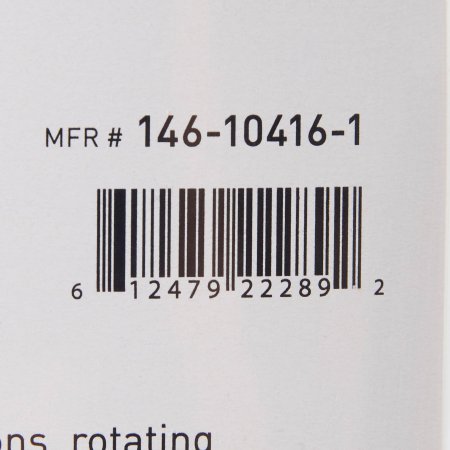 MFR # 146-10416-1
6 12479 22289 2
ons, rotating